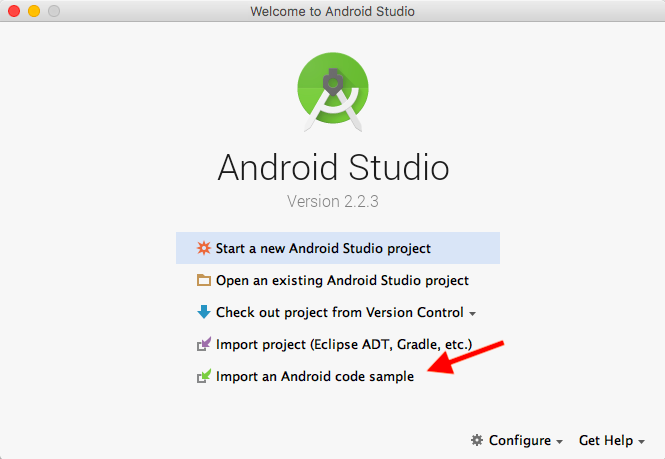 Welcome to Android Studio
Android Studio
Version 2.2.3
Start a new Android Studio project
Open an existing Android Studio project
Check out project from Version Control
Import project (Eclipse ADT, Gradle, etc.)
Import an Android code sample
Configure Get Help